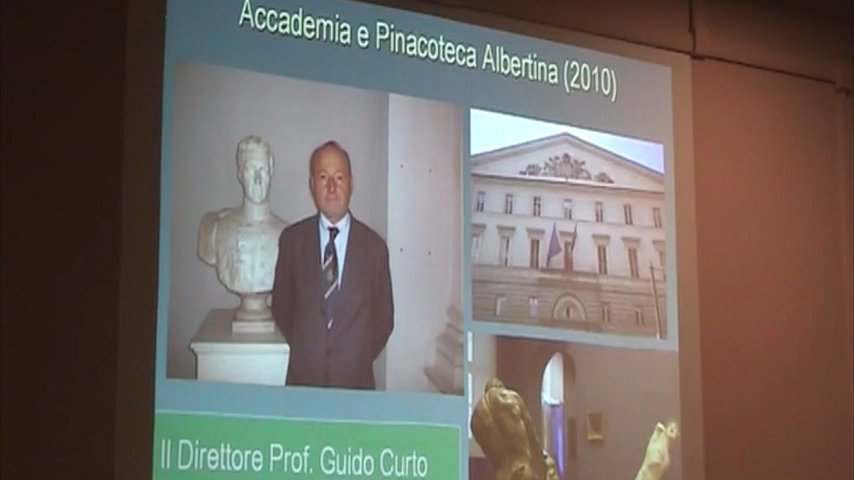 Accademia e Pinacoteca Albertina (2010)
Il Direttore Prof. Guido Curto